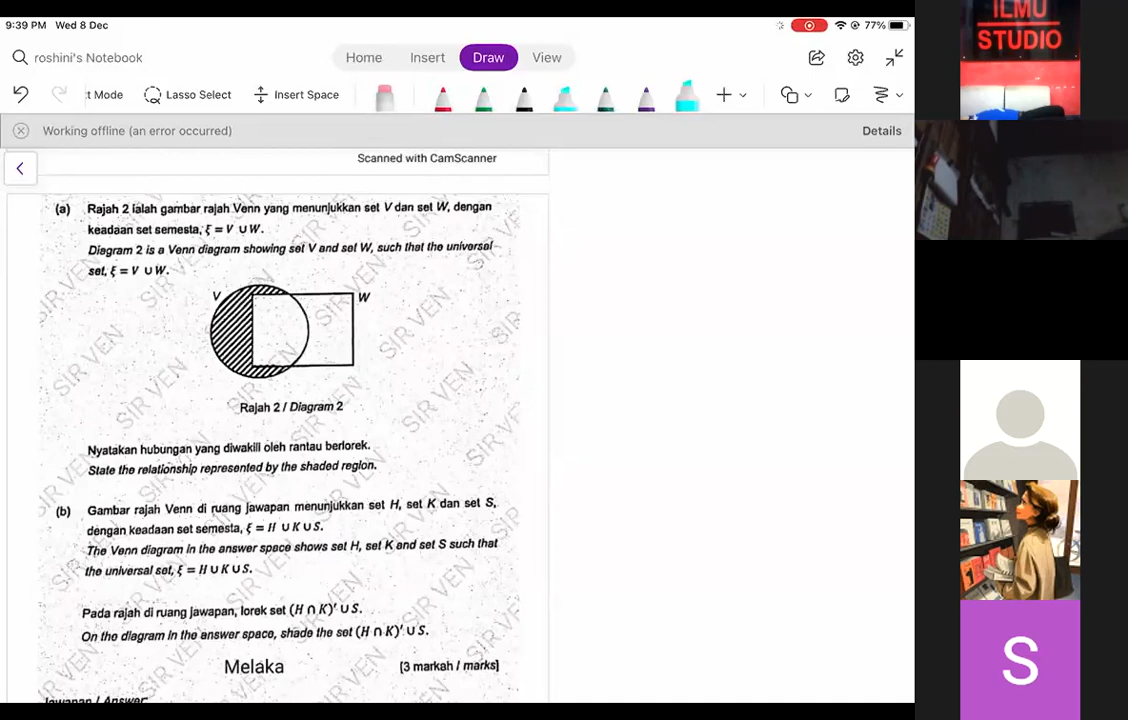 9:39 PM Wed 8 Dec
77%
roshini's Notebook
Home Insert Draw View
t Mode Lasso Select Insert Space
Working offline (an error occurred)
Details
Scanned with CamScanner
(a) Rajah 2 ialah gambar rajah Venn yang menunjukkan set V dan set W, dengan
keadaan set semesta, ξ = V ∪ W.
Diagram 2 is a Venn diagram showing set V and set W, such that the universal
set, ξ = V ∪ W.
V
W
Rajah 2 / Diagram 2
Nyatakan hubungan yang diwakili oleh rantau berlorek.
State the relationship represented by the shaded region.
(b) Gambar rajah Venn di ruang jawapan menunjukkan set H, set K dan set S,
dengan keadaan set semesta, ξ = H ∪ K ∪ S.
The Venn diagram in the answer space shows set H, set K and set S such that
the universal set, ξ = H ∪ K ∪ S.
Pada rajah di ruang jawapan, lorek set (H ∩ K)′ ∪ S.
On the diagram in the answer space, shade the set (H ∩ K)′ ∪ S.
Melaka
[3 markah / marks]
Jawapan / Answer
SIR VEN
ILMU
STUDIO
S